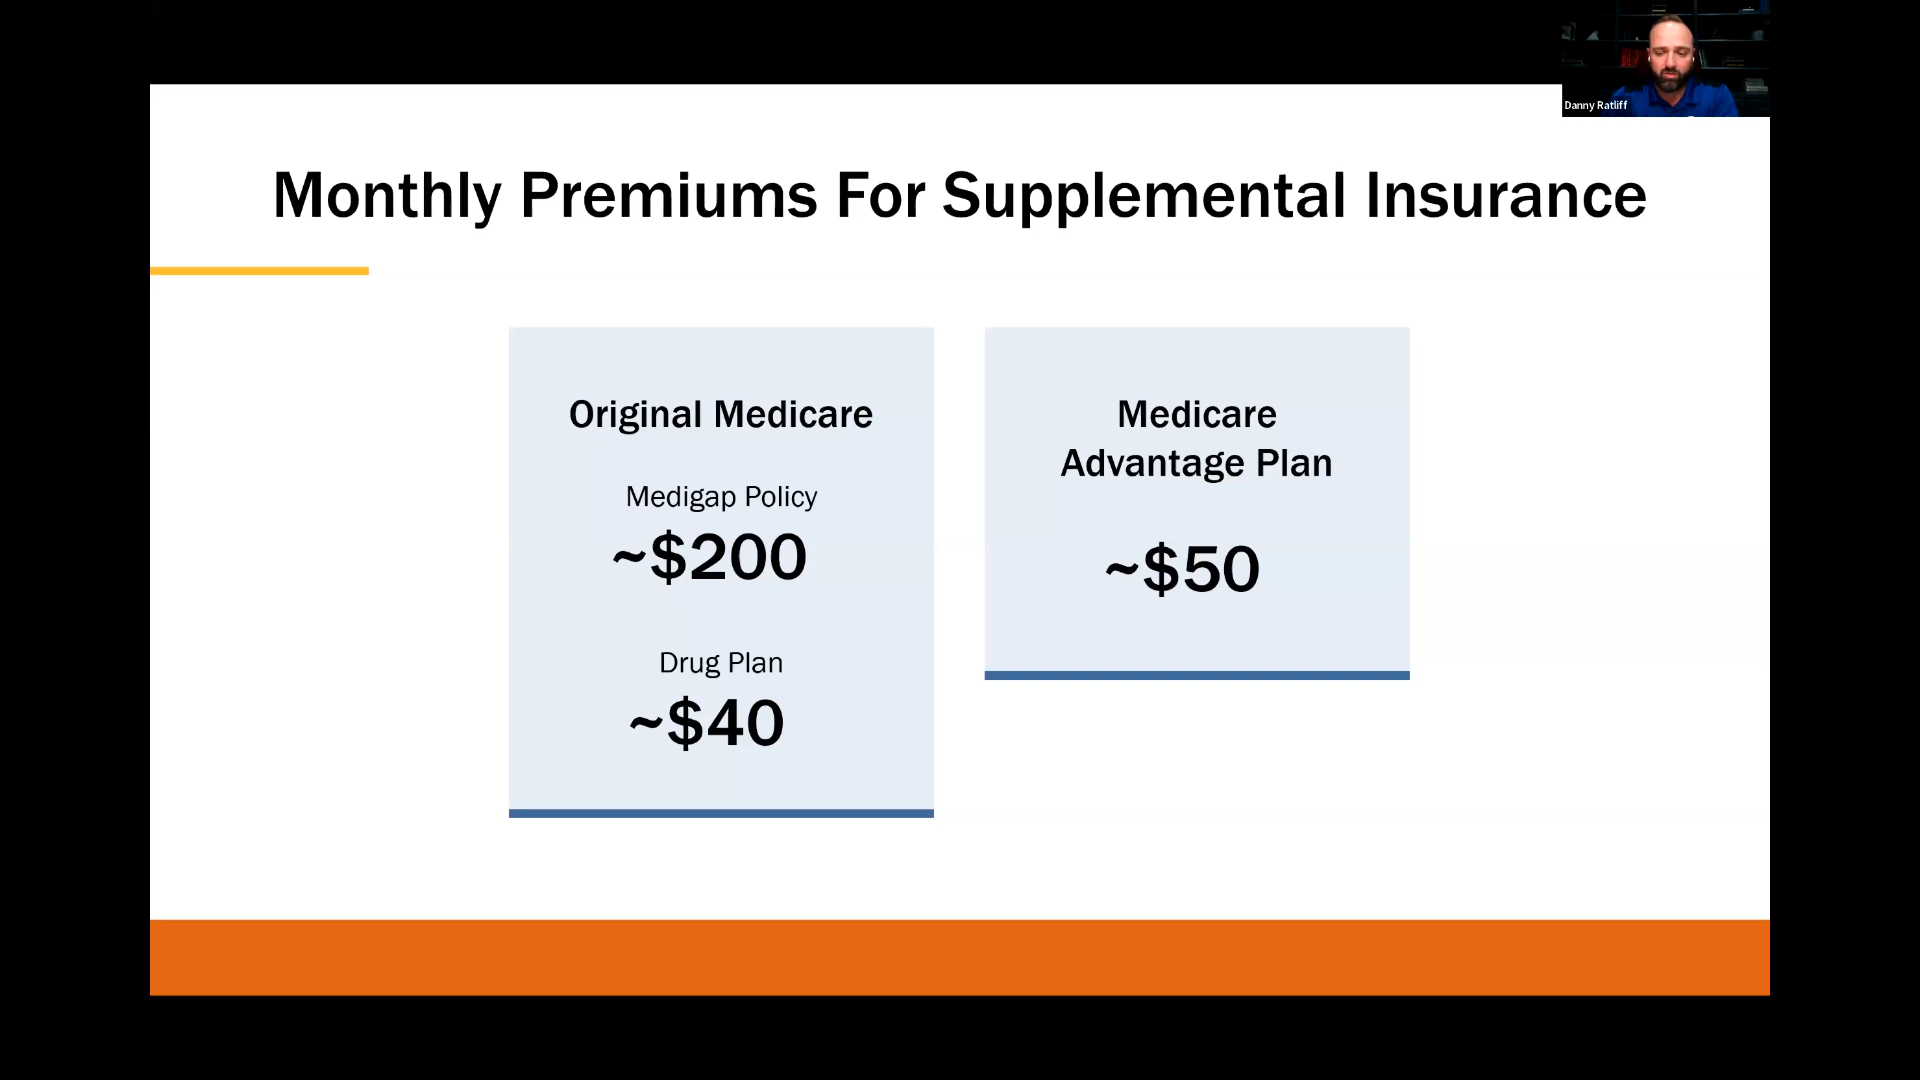 Danny Ratliff
Monthly Premiums For Supplemental Insurance
Original Medicare
Medigap Policy
~$200
Drug Plan
~$40
Medicare
Advantage Plan
~$50